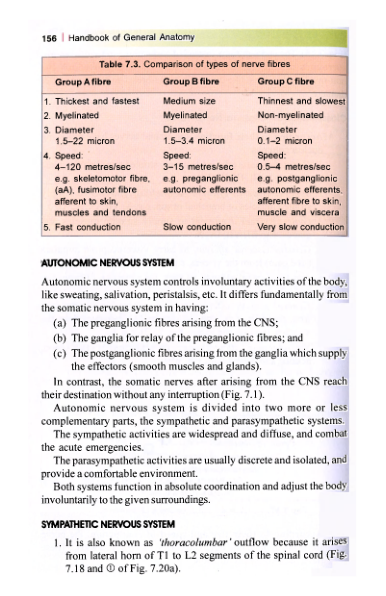 156 | Handbook of General Anatomy
Table 7.3. Comparison of types of nerve fibres
Group A fibre Group B fibre Group C fibre
1. Thickest and fastest Medium size Thinnest and slowest
2. Myelinated Myelinated Non-myelinated
3. Diameter Diameter Diameter
1.5–22 micron 1.5–3.4 micron 0.1–2 micron
4. Speed: Speed: Speed:
4–120 metres/sec 3–15 metres/sec 0.5–4 metres/sec
e.g. skeletomotor fibre, e.g. preganglionic e.g. postganglionic
(aA), fusimotor fibre autonomic efferents autonomic efferents.
afferent to skin, afferent fibre to skin,
muscles and tendons muscle and viscera
5. Fast conduction Slow conduction Very slow conduction
AUTONOMIC NERVOUS SYSTEM
Autonomic nervous system controls involuntary activities of the body,
like sweating, salivation, peristalsis, etc. It differs fundamentally from
the somatic nervous system in having:
(a) The preganglionic fibres arising from the CNS;
(b) The ganglia for relay of the preganglionic fibres; and
(c) The postganglionic fibres arising from the ganglia which supply
the effectors (smooth muscles and glands).
In contrast, the somatic nerves after arising from the CNS reach
their destination without any interruption (Fig. 7.1).
Autonomic nervous system is divided into two more or less
complementary parts, the sympathetic and parasympathetic systems.
The sympathetic activities are widespread and diffuse, and combat
the acute emergencies.
The parasympathetic activities are usually discrete and isolated, and
provide a comfortable environment.
Both systems function in absolute coordination and adjust the body
involuntarily to the given surroundings.
SYMPATHETIC NERVOUS SYSTEM
1. It is also known as 'thoracolumbar' outflow because it arises
from lateral horn of T1 to L2 segments of the spinal cord (Fig.
7.18 and ① of Fig. 7.20a).